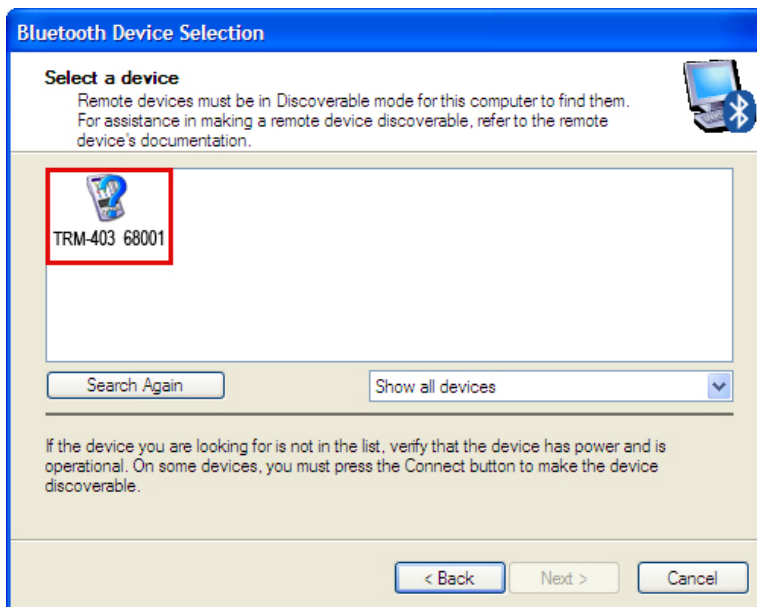 Bluetooth Device Selection
Select a device
Remote devices must be in Discoverable mode for this computer to find them.
For assistance in making a remote device discoverable, refer to the remote
device's documentation.
TRM-403 68001
Search Again
Show all devices
If the device you are looking for is not in the list, verify that the device has power and is
operational. On some devices, you must press the Connect button to make the device
discoverable.
< Back
Next >
Cancel